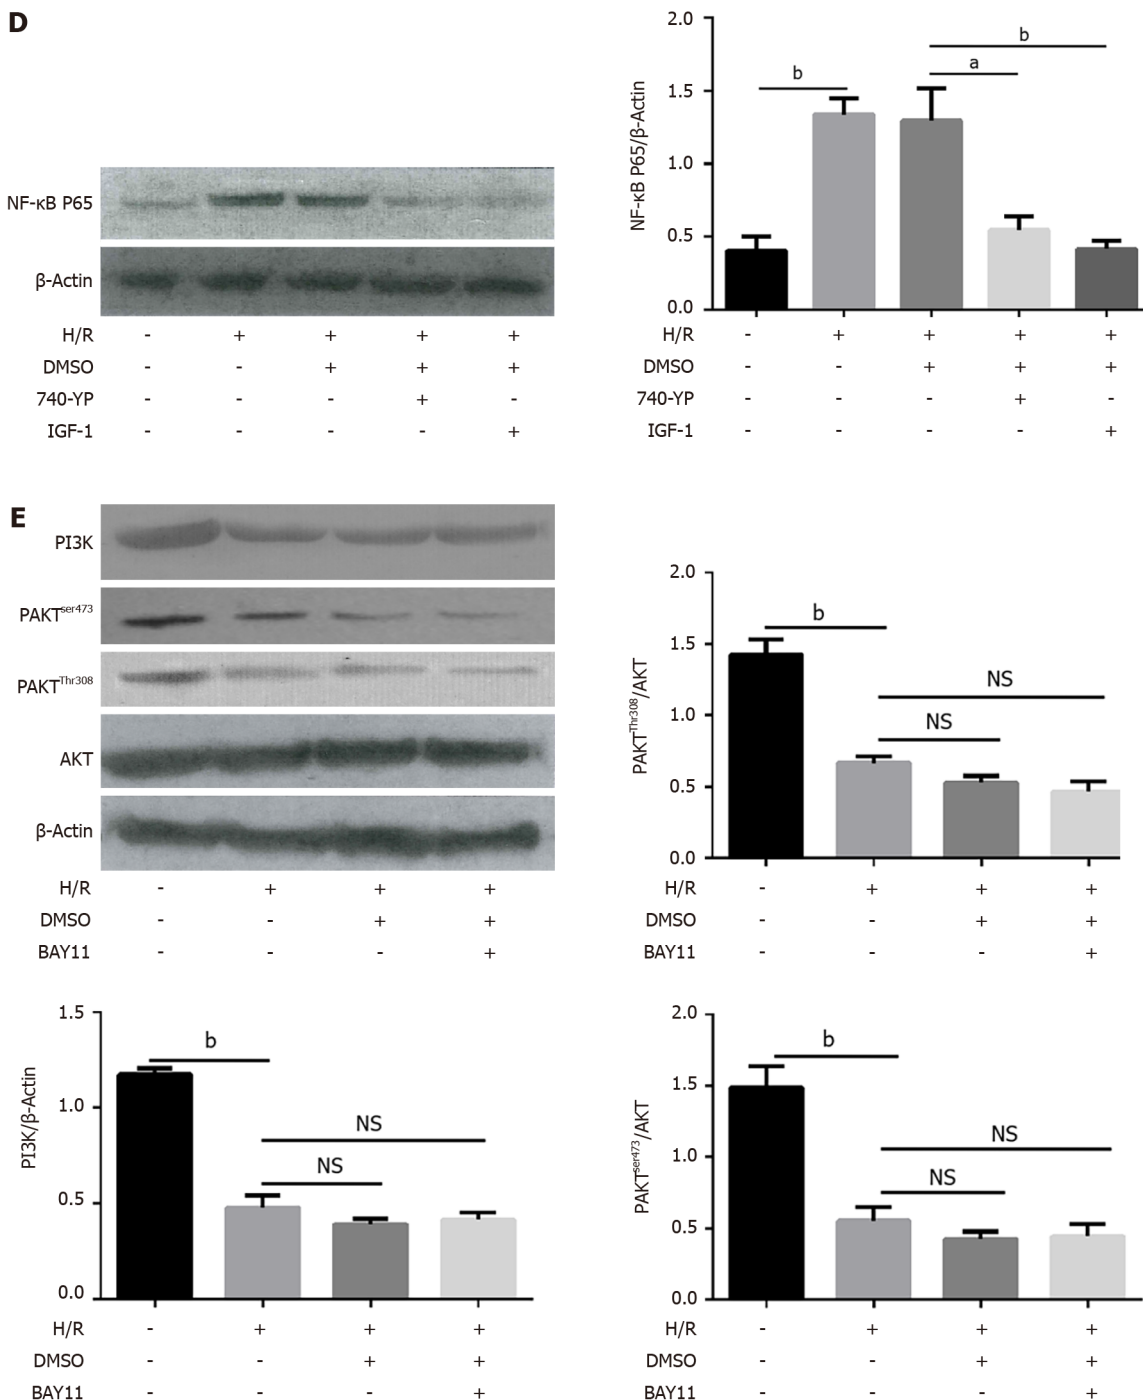 D
NF-κB P65
β-Actin
H/R - + + + +
DMSO - - + + +
740-YP - - - + -
IGF-1 - - - - +
NF-κB P65/β-Actin
2.0
1.5
1.0
0.5
0.0
b
a
b
H/R - + + + +
DMSO - - + + +
740-YP - - - + -
IGF-1 - - - - +
E
PI3K
PAKTser473
PAKTThr308
AKT
β-Actin
H/R - + + +
DMSO - - + +
BAY11 - - - +
PAKTThr308/AKT
2.0
1.5
1.0
0.5
0.0
b
NS
NS
H/R - + + +
DMSO - - + +
BAY11 - - - +
PI3K/β-Actin
1.5
1.0
0.5
0.0
b
NS
NS
H/R - + + +
DMSO - - + +
BAY11 - - - +
PAKTser473/AKT
2.0
1.5
1.0
0.5
0.0
b
NS
NS
H/R - + + +
DMSO - - + +
BAY11 - - - +